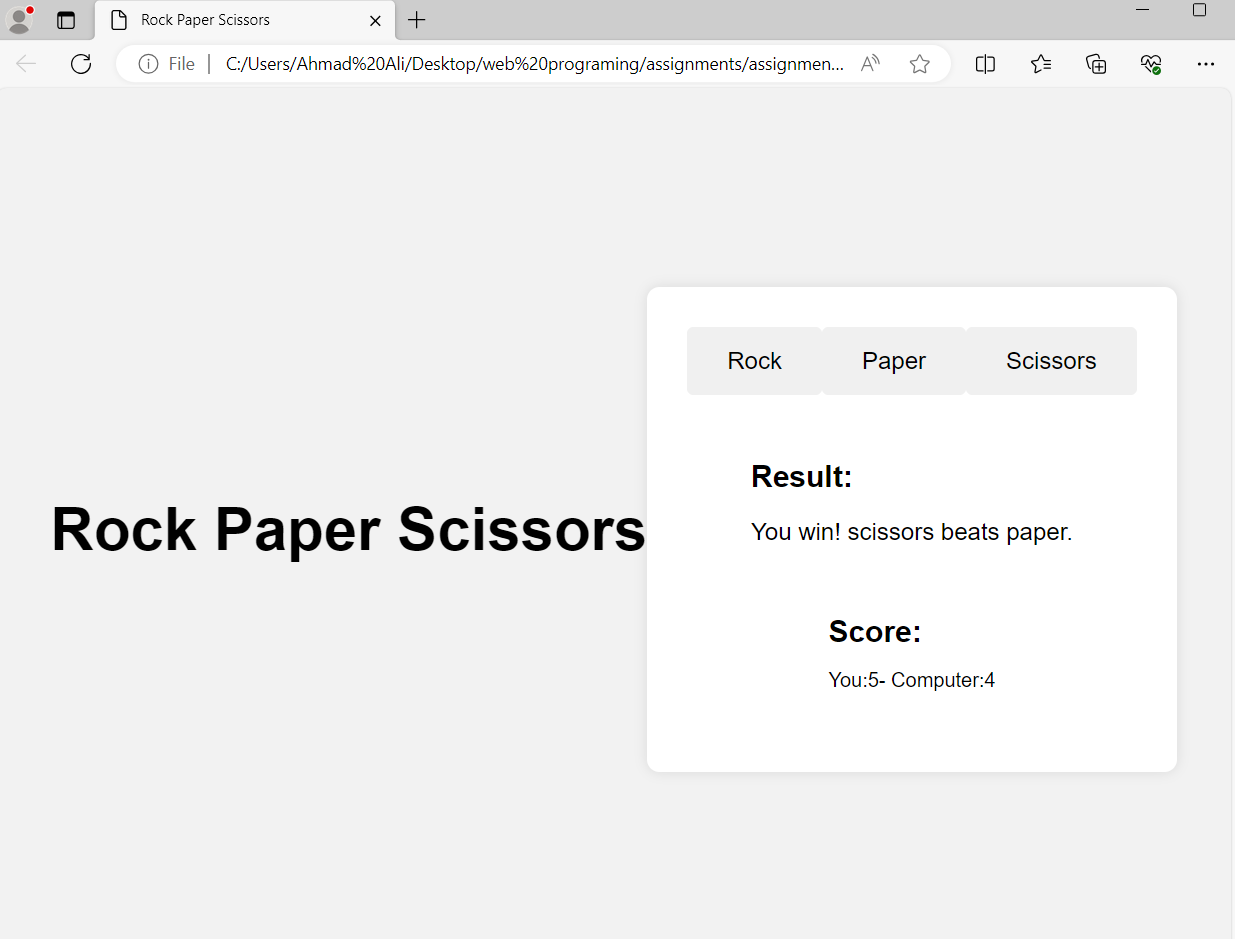 Rock Paper Scissors
File
C:/Users/Ahmad%20Ali/Desktop/web%20programing/assignments/assignmen...
Rock Paper Scissors
Result:
You win! scissors beats paper.
Rock Paper Scissors
Score:
You:5- Computer:4